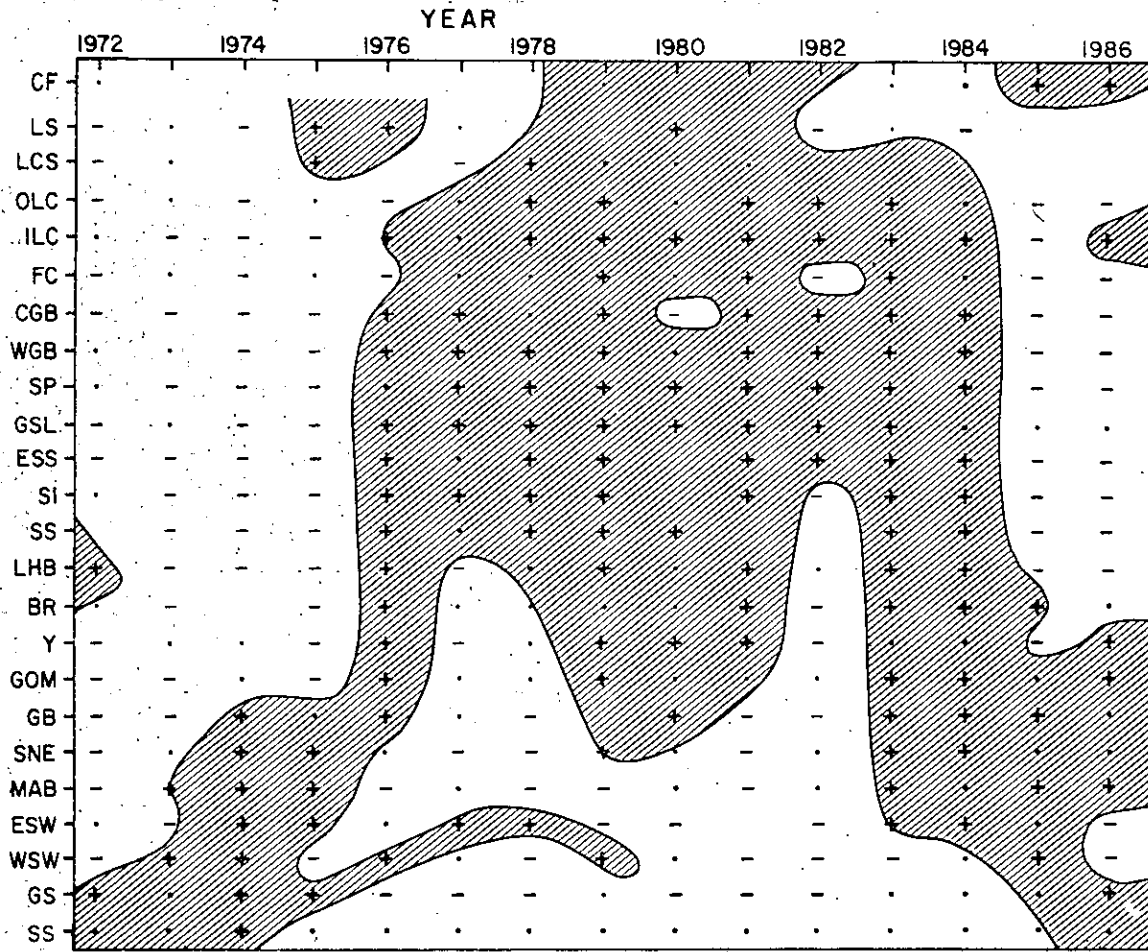 YEAR
1972 1974 1976 1978 1980 1982 1984 1986
CF
LS
LCS
OLC
ILC
FC
CGB
WGB
SP
GSL
ESS
Si
SS
LHB
BR
Y
GOM
GB
SNE
MAB
ESW
WSW
GS
SS